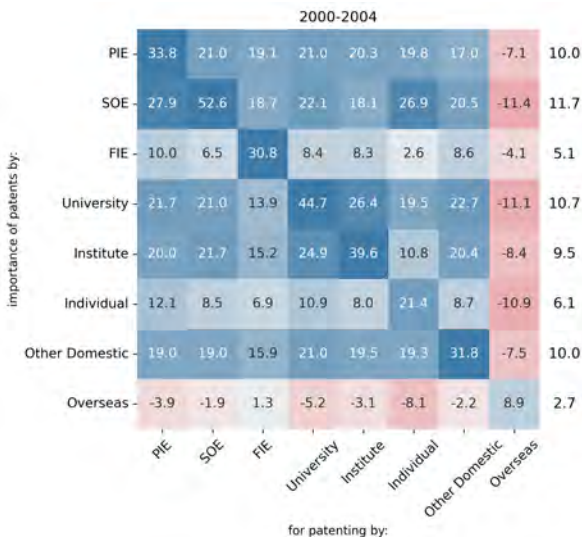 2000-2004
importance of patents by:
PIE 33.8 21.0 19.1 21.0 20.3 19.8 17.0 -7.1 10.0
SOE 27.9 52.6 18.7 22.1 18.1 26.9 20.5 -11.4 11.7
FIE 10.0 6.5 30.8 8.4 8.3 2.6 8.6 -4.1 5.1
University 21.7 21.0 13.9 44.7 26.4 19.5 22.7 -11.1 10.7
Institute 20.0 21.7 15.2 24.9 39.6 10.8 20.4 -8.4 9.5
Individual 12.1 8.5 6.9 10.9 8.0 21.4 8.7 -10.9 6.1
Other Domestic 19.0 19.0 15.9 21.0 19.5 19.3 31.8 -7.5 10.0
Overseas -3.9 -1.9 1.3 -5.2 -3.1 -8.1 -2.2 8.9 2.7
PIE SOE FIE University Institute Individual Other Domestic Overseas
for patenting by: